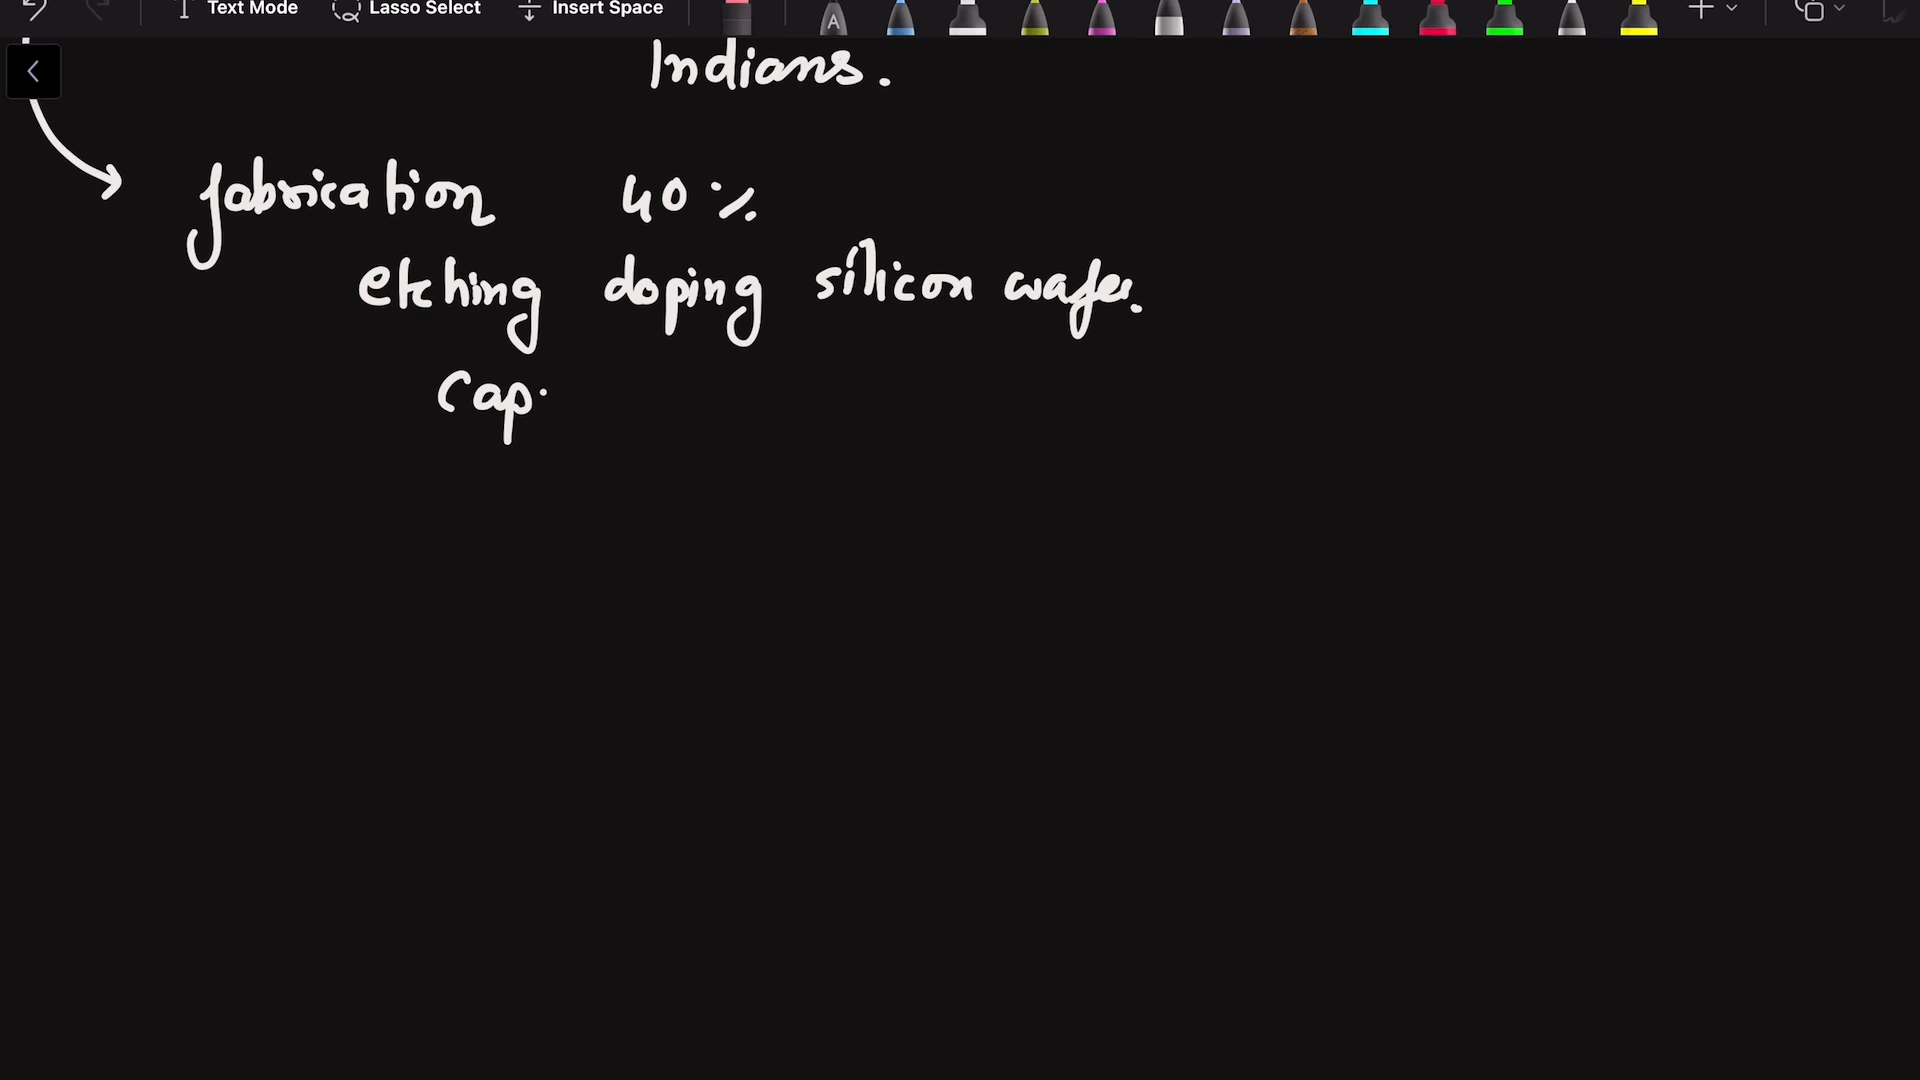 Text Mode Lasso Select Insert Space A
Indians.
fabrication 40%
etching doping silicon wafer.
Cap.